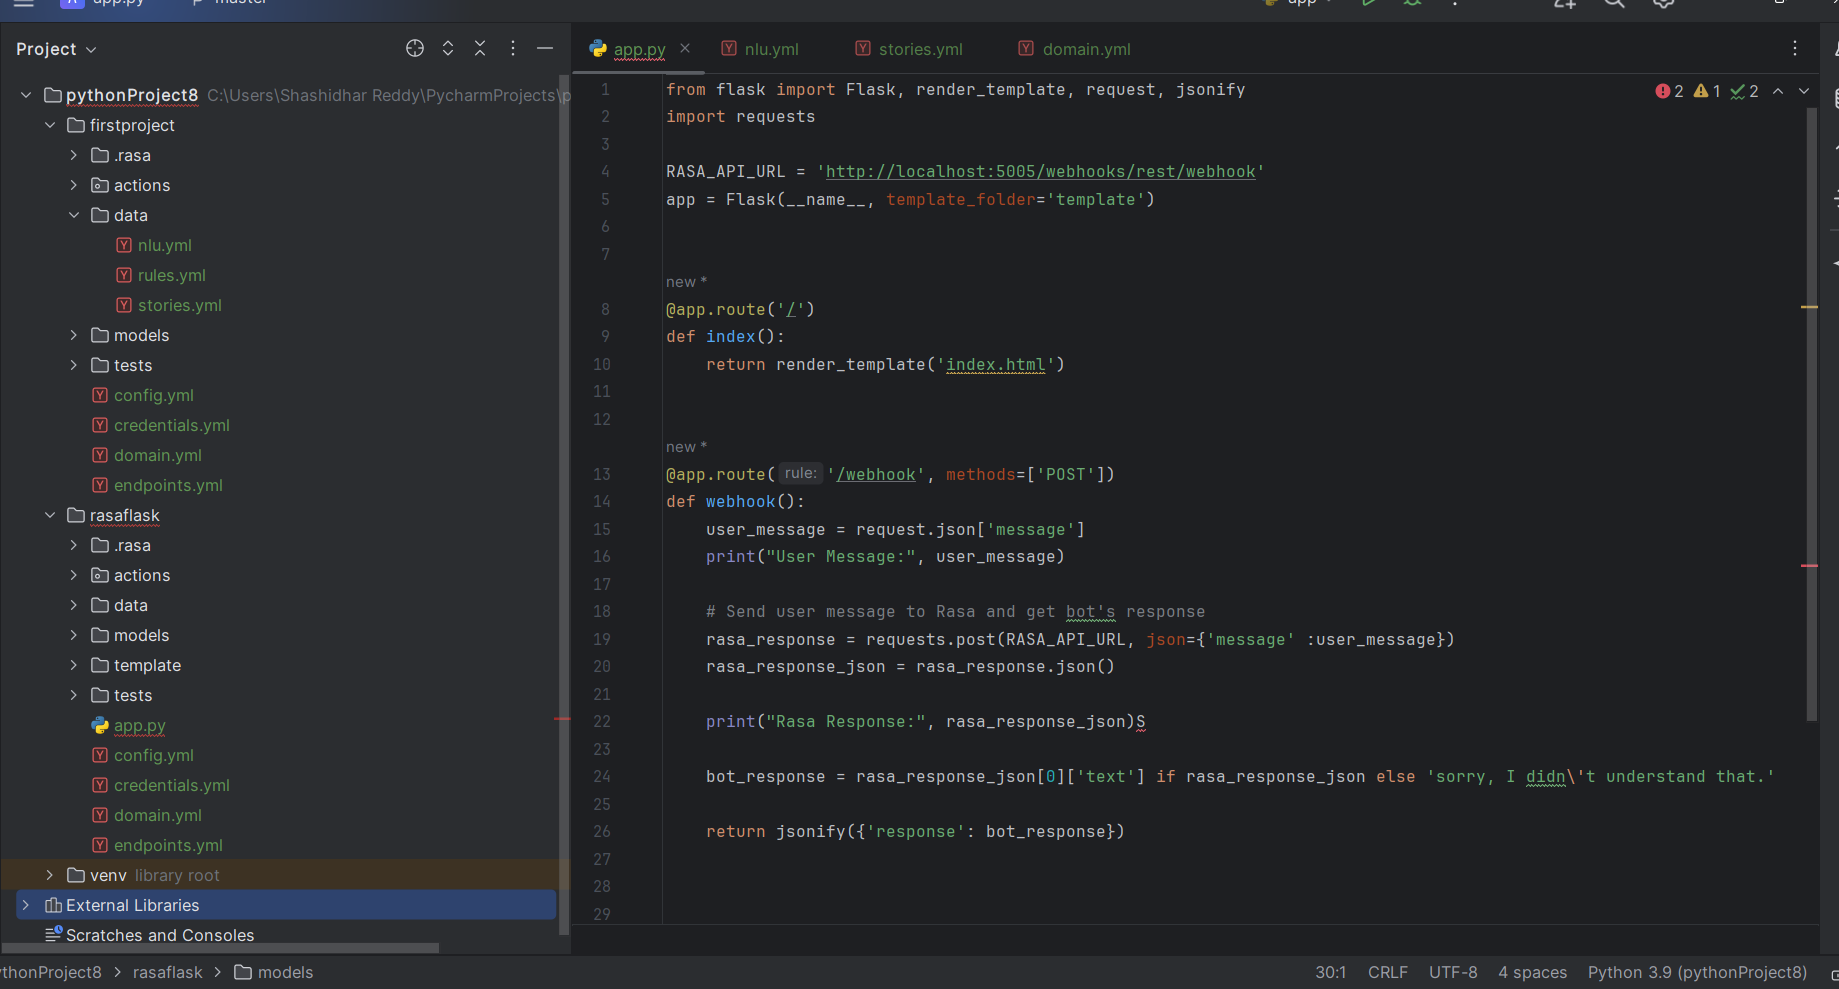 app.py
master
app
Project
app.py
nlu.yml
stories.yml
domain.yml
pythonProject8 C:\Users\Shashidhar Reddy\PycharmProjects\p
firstproject
.rasa
actions
data
nlu.yml
rules.yml
stories.yml
models
tests
config.yml
credentials.yml
domain.yml
endpoints.yml
rasaflask
.rasa
actions
data
models
template
tests
app.py
config.yml
credentials.yml
domain.yml
endpoints.yml
venv library root
External Libraries
Scratches and Consoles
2 1 2
1 from flask import Flask, render_template, request, jsonify
2 import requests
3
4 RASA_API_URL = 'http://localhost:5005/webhooks/rest/webhook'
5 app = Flask(__name__, template_folder='template')
6
7
new *
8 @app.route('/')
9 def index():
10 return render_template('index.html')
11
12
new *
13 @app.route( rule: '/webhook', methods=['POST'])
14 def webhook():
15 user_message = request.json['message']
16 print("User Message:", user_message)
17
18 # Send user message to Rasa and get bot's response
19 rasa_response = requests.post(RASA_API_URL, json={'message' :user_message})
20 rasa_response_json = rasa_response.json()
21
22 print("Rasa Response:", rasa_response_json)S
23
24 bot_response = rasa_response_json[0]['text'] if rasa_response_json else 'sorry, I didn\'t understand that.'
25
26 return jsonify({'response': bot_response})
27
28
29
thonProject8 > rasaflask > models
30:1 CRLF UTF-8 4 spaces Python 3.9 (pythonProject8)